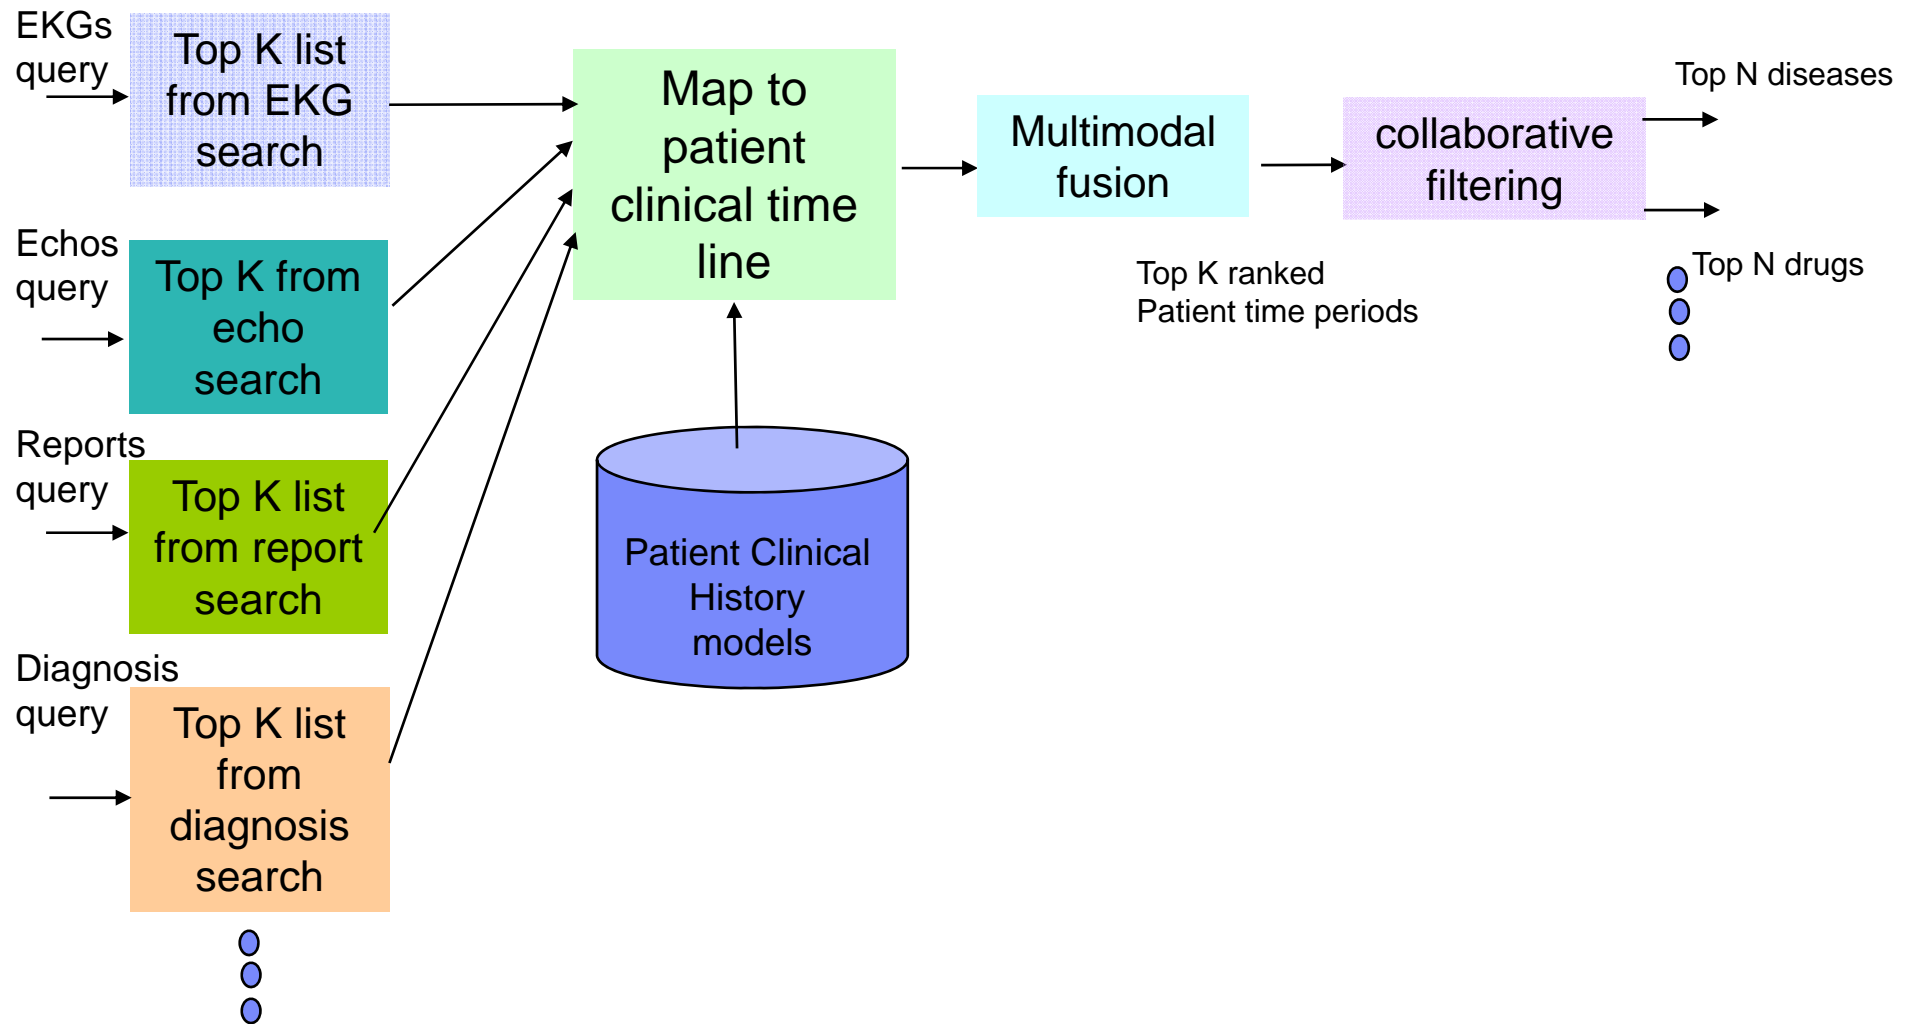 EKGs
query
Top K list
from EKG
search
Echos
query
Top K from
echo
search
Reports
query
Top K list
from report
search
Diagnosis
query
Top K list
from
diagnosis
search
Map to
patient
clinical time
line
Patient Clinical
History
models
Multimodal
fusion
Top K ranked
Patient time periods
collaborative
filtering
Top N diseases
Top N drugs